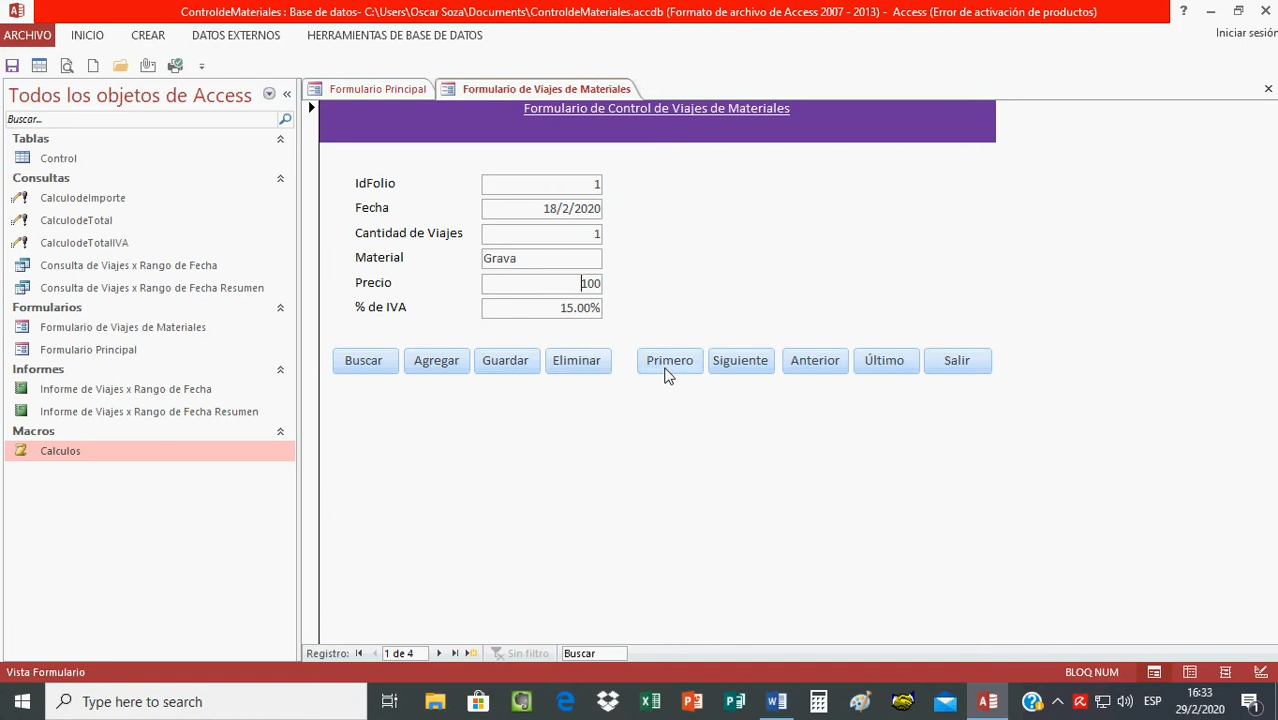 ControldeMateriales : Base de datos- C:\Users\Oscar Soza\Documents\ControldeMateriales.accdb (Formato de archivo de Access 2007 - 2013) - Access (Error de activación de productos)
?
ARCHIVO INICIO CREAR DATOS EXTERNOS HERRAMIENTAS DE BASE DE DATOS
Iniciar sesión
Todos los objetos de Access
Buscar...
Tablas
Control
Consultas
CalculodeImporte
CalculodeTotal
CalculodeTotalIVA
Consulta de Viajes x Rango de Fecha
Consulta de Viajes x Rango de Fecha Resumen
Formularios
Formulario de Viajes de Materiales
Formulario Principal
Informes
Informe de Viajes x Rango de Fecha
Informe de Viajes x Rango de Fecha Resumen
Macros
Calculos
Formulario Principal
Formulario de Viajes de Materiales
Formulario de Control de Viajes de Materiales
IdFolio 1
Fecha 18/2/2020
Cantidad de Viajes 1
Material Grava
Precio 100
% de IVA 15.00%
Buscar Agregar Guardar Eliminar Primero Siguiente Anterior Último Salir
Registro: 1 de 4 Sin filtro Buscar
Vista Formulario
BLOQ NUM
Type here to search
ESP
16:33
29/2/2020
1